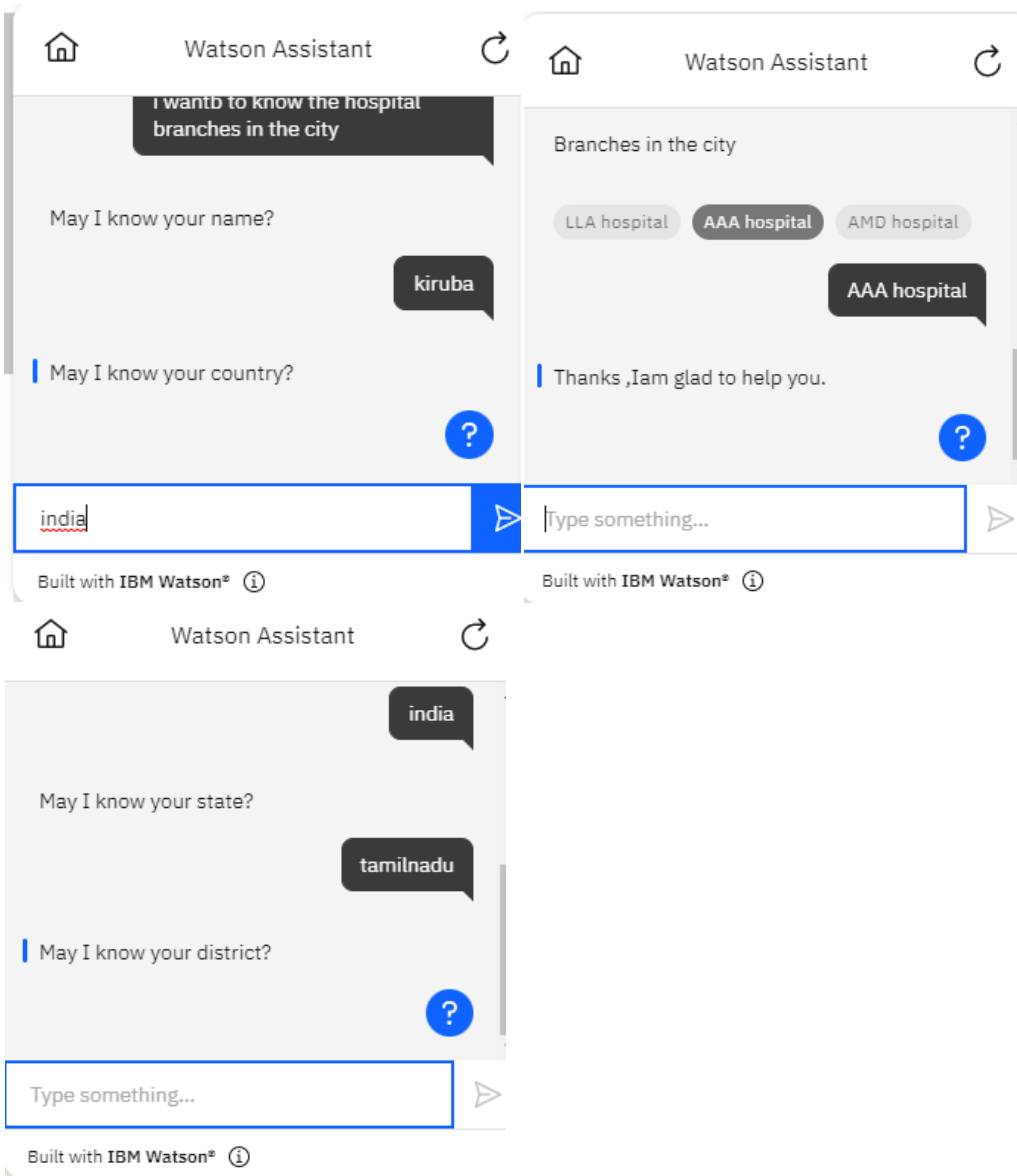 Watson Assistant
i wantb to know the hospital
branches in the city
May I know your name?
kiruba
May I know your country?
?
india
Built with IBM Watson®
Watson Assistant
Branches in the city
LLA hospital AAA hospital AMD hospital
AAA hospital
Thanks ,Iam glad to help you.
?
Type something...
Built with IBM Watson®
Watson Assistant
india
May I know your state?
tamilnadu
May I know your district?
?
Type something...
Built with IBM Watson®